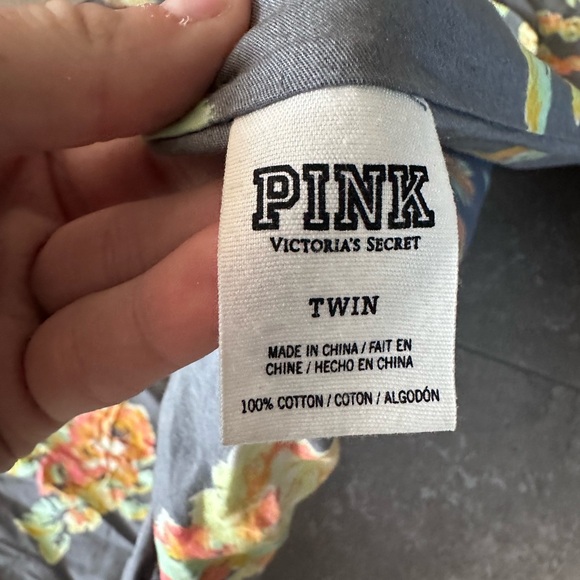 PINK
VICTORIA'S SECRET
TWIN
MADE IN CHINA / FAIT EN
CHINE / HECHO EN CHINA
100% COTTON / COTON / ALGODÓN